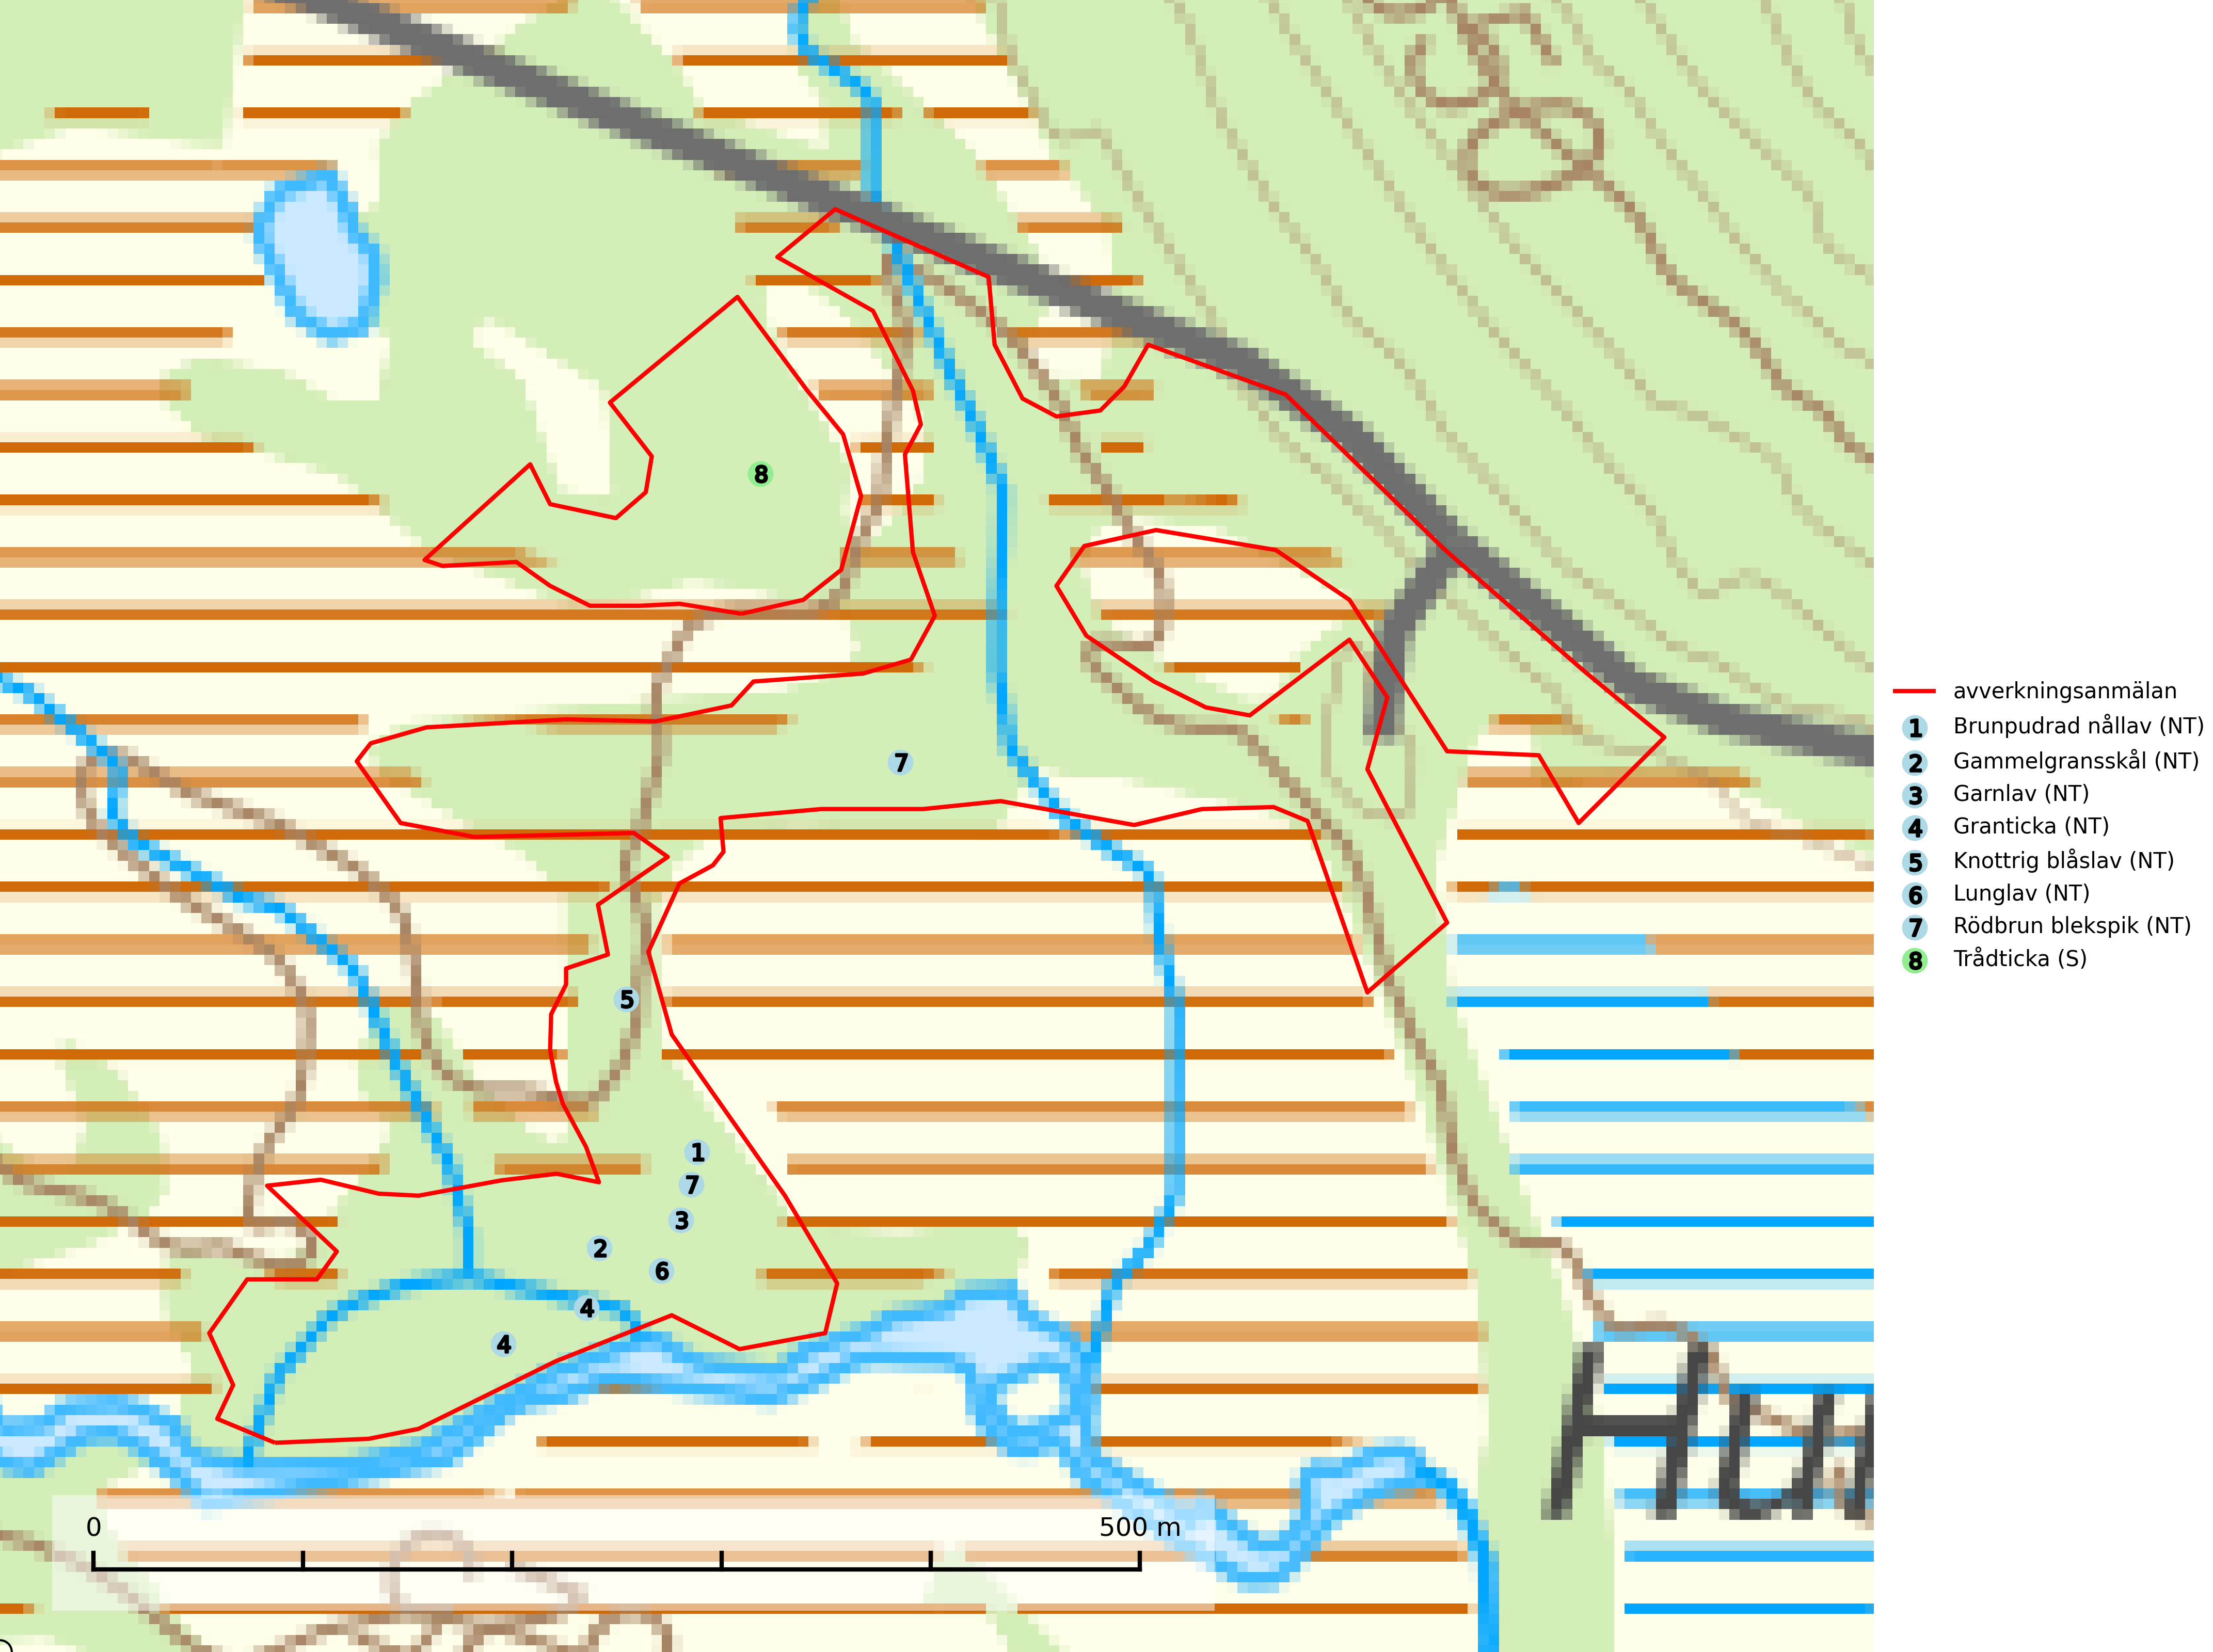 8
7
5
1
7
3
2
6
4
4
0 500 m
avverkningsanmälan
1 Brunpudrad nållav (NT)
2 Gammelgransskål (NT)
3 Garnlav (NT)
4 Granticka (NT)
5 Knottrig blåslav (NT)
6 Lunglav (NT)
7 Rödbrun blekspik (NT)
8 Trådticka (S)